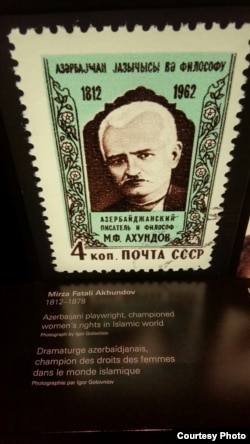 АЗӘРБАЈҸАН ЈАЗЫЧЫСЫ ВӘ ФИЛОСОФУ
1812 1962
АЗЕРБАЙДЖАНСКИЙ
ПИСАТЕЛЬ И ФИЛОСОФ
М.Ф. АХУНДОВ
4 коп. ПОЧТА СССР
Mirza Fatali Akhundov
1812–1878
Azerbaijani playwright, championed
women's rights in Islamic world
Photograph by Igor Golovniov
Dramaturge azerbaïdjanais,
champion des droits des femmes
dans le monde islamique
Photographie par Igor Golovniov
Courtesy Photo